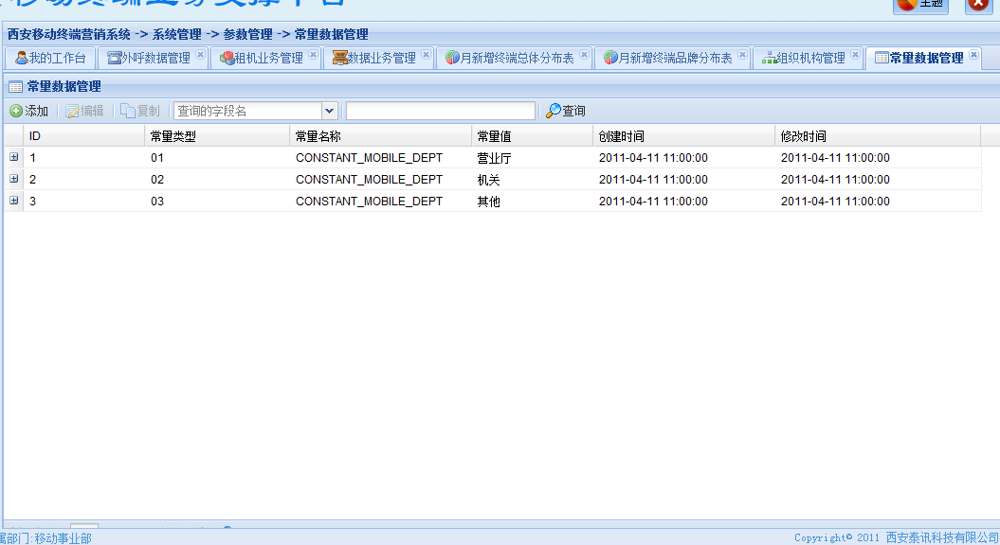 移动终端业务支撑平台
主题
西安移动终端营销系统 -> 系统管理 -> 参数管理 -> 常量数据管理
我的工作台 外呼数据管理 租机业务管理 数据业务管理 月新增终端总体分布表 月新增终端品牌分布表 组织机构管理 常量数据管理
常量数据管理
添加 编辑 复制 查询的字段名 查询
ID 常量类型 常量名称 常量值 创建时间 修改时间
1 01 CONSTANT_MOBILE_DEPT 营业厅 2011-04-11 11:00:00 2011-04-11 11:00:00
2 02 CONSTANT_MOBILE_DEPT 机关 2011-04-11 11:00:00 2011-04-11 11:00:00
3 03 CONSTANT_MOBILE_DEPT 其他 2011-04-11 11:00:00 2011-04-11 11:00:00
属部门:移动事业部 Copyright© 2011 西安泰讯科技有限公司